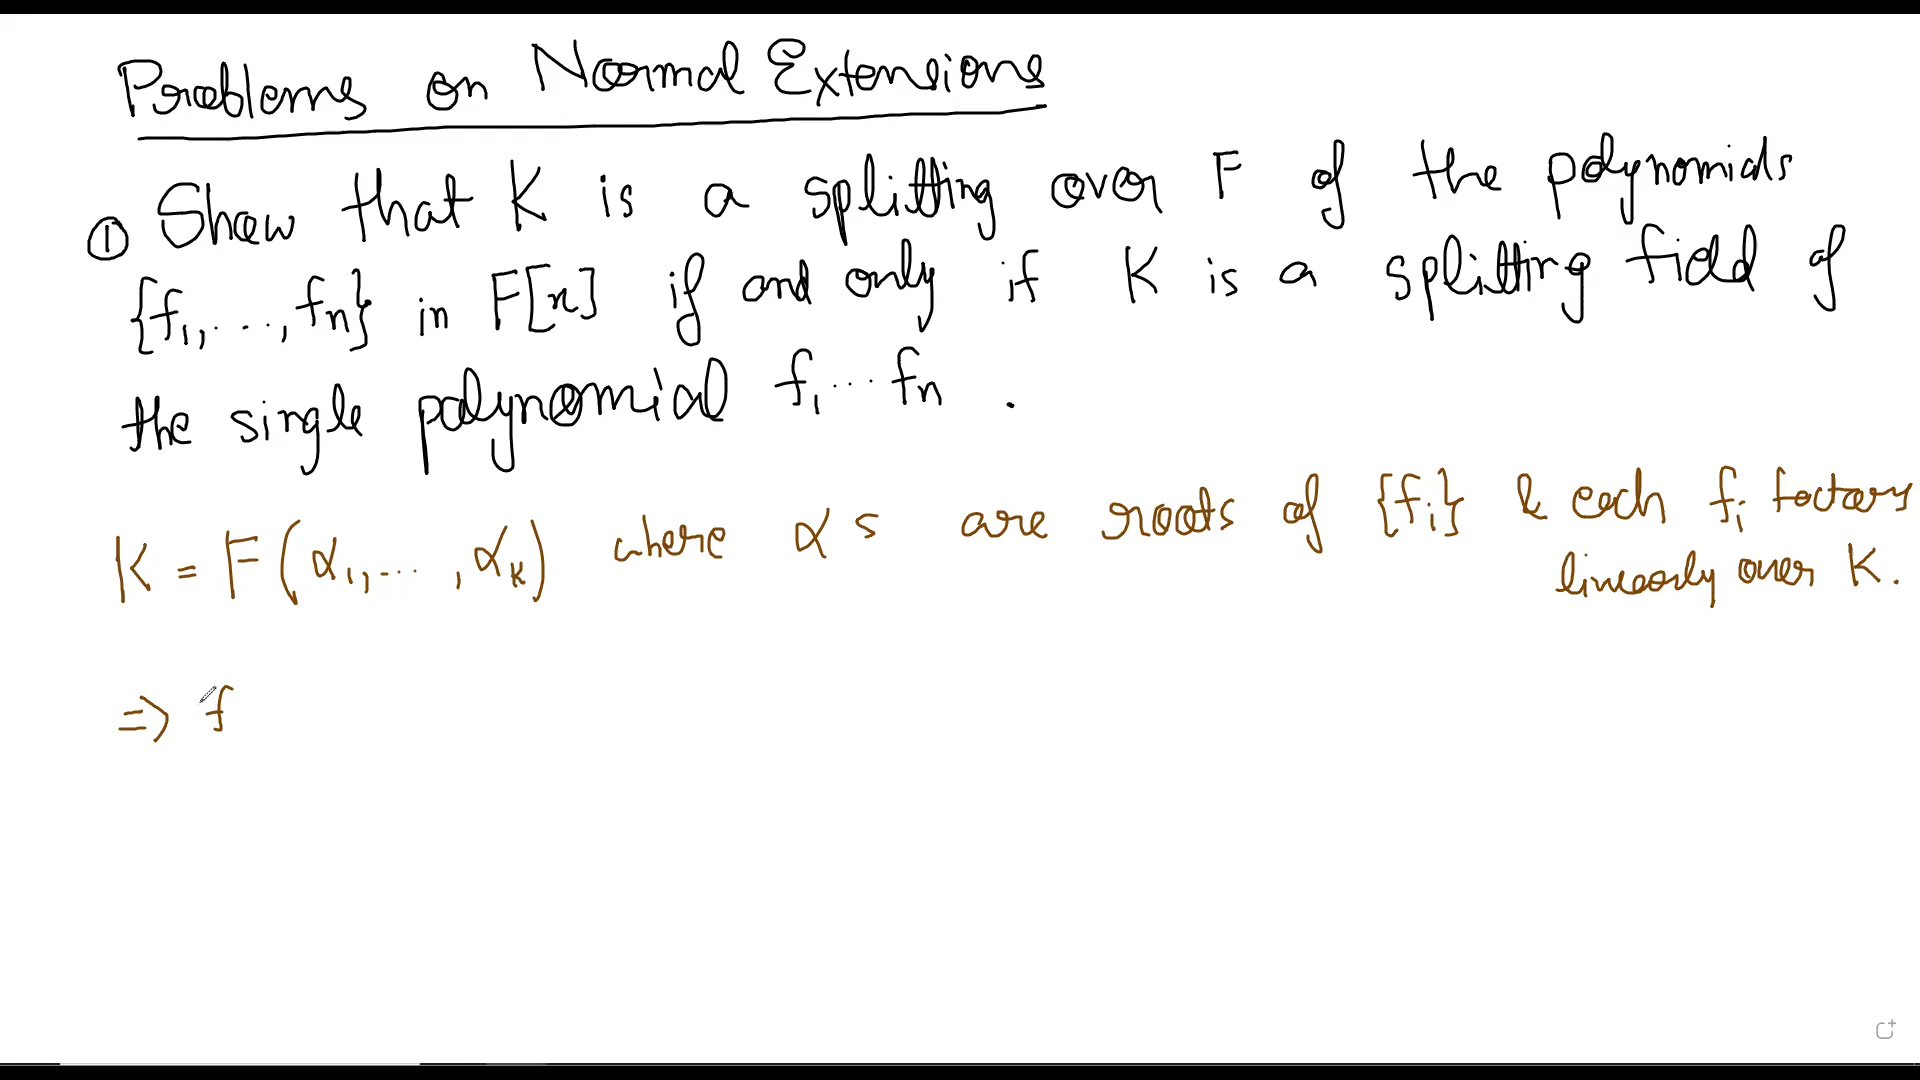 Problems on Normal Extensions
① Show that K is a splitting over F of the polynomials
{f₁, ..., fₙ} in F[x] if and only if K is a splitting field of
the single polynomial f₁ ... fₙ .
K = F(α₁, ... , αₖ) where αs are roots of {fᵢ} & each fᵢ factors
linearly over K.
=> f